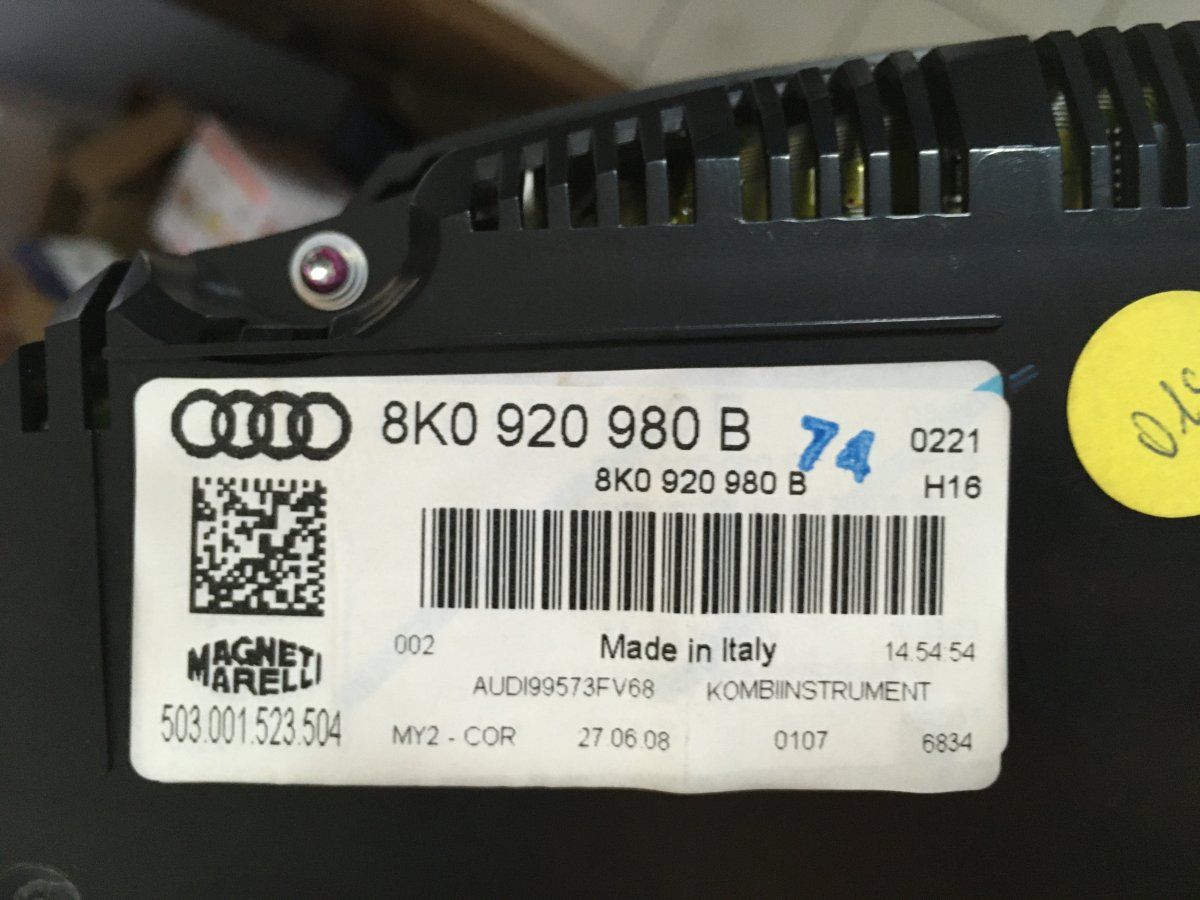 8K0 920 980 B 74 0221
8K0 920 980 B H16
002 Made in Italy 14:54:54
MAGNETI
MARELLI
AUDI99573FV68 KOMBIINSTRUMENT
503.001.523.504
MY2 - COR 27.06.08 0107 6834